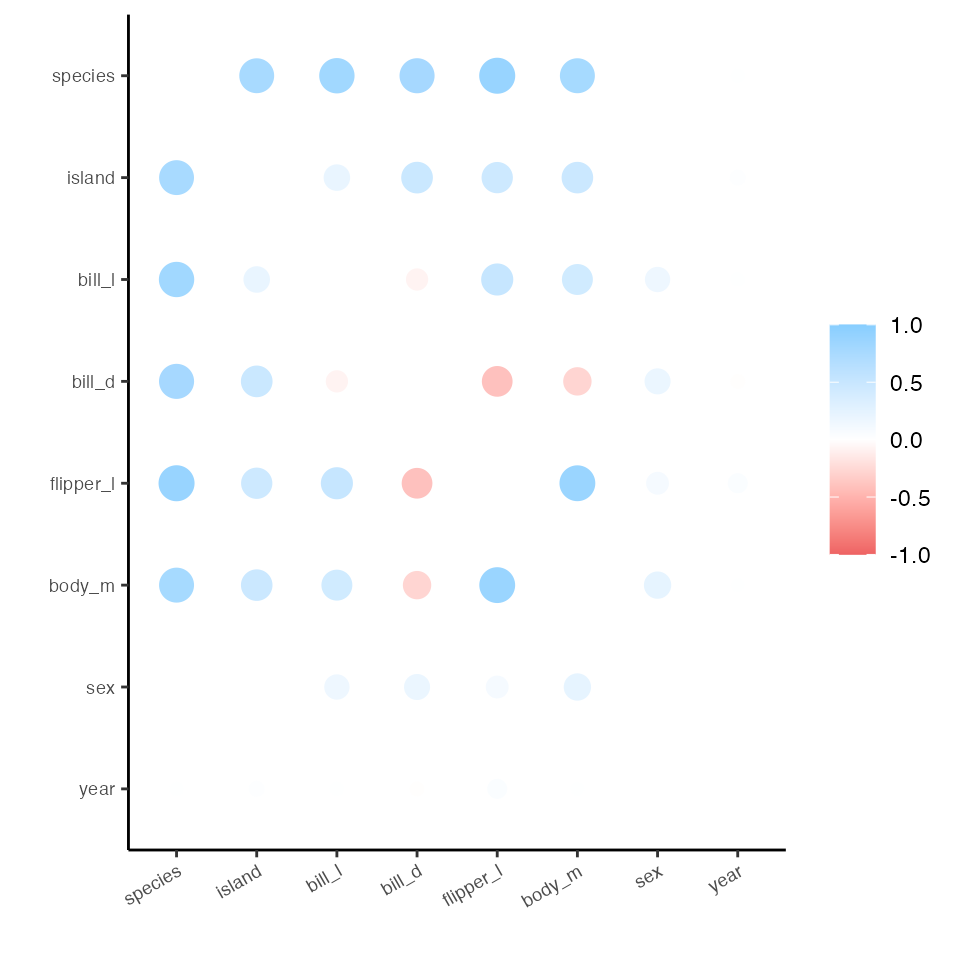 species
island
bill_l
bill_d
flipper_l
body_m
sex
year
species
island
bill_l
bill_d
flipper_l
body_m
sex
year
1.0
0.5
0.0
-0.5
-1.0